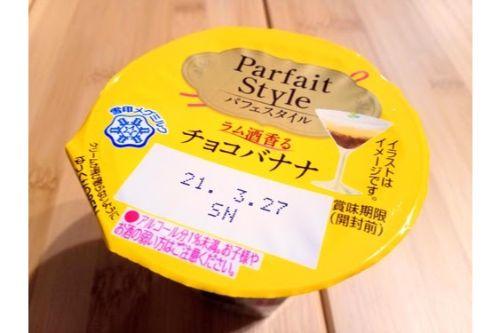 Parfait
Style
パフェスタイル
雪印メグミルク
ラム酒香る
チョコバナナ
イラストは
イメージです。
21. 3.27
SN
賞味期限
(開封前)
●アルコール分1%未満。お子様や
お酒の弱い方はご注意ください。